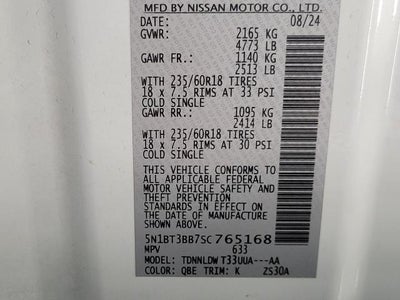 MFD BY NISSAN MOTOR CO., LTD.
DATE: 08/24
GVWR: 2165 KG
4773 LB
GAWR FR.: 1140 KG
2513 LB
WITH 235/60R18 TIRES
18 x 7.5 RIMS AT 33 PSI
COLD SINGLE
GAWR RR.: 1095 KG
2414 LB
WITH 235/60R18 TIRES
18 x 7.5 RIMS AT 30 PSI
COLD SINGLE
THIS VEHICLE CONFORMS TO
ALL APPLICABLE FEDERAL
MOTOR VEHICLE SAFETY
AND THEFT PREVENTION
STANDARDS IN EFFECT ON
THE DATE OF MANUFACTURE
SHOWN ABOVE.
5N1BT3BB7SC765168
MPV 633
MODEL: TDNNLDWT33UUA---AA
COLOR: QBE TRIM: K ZS30A